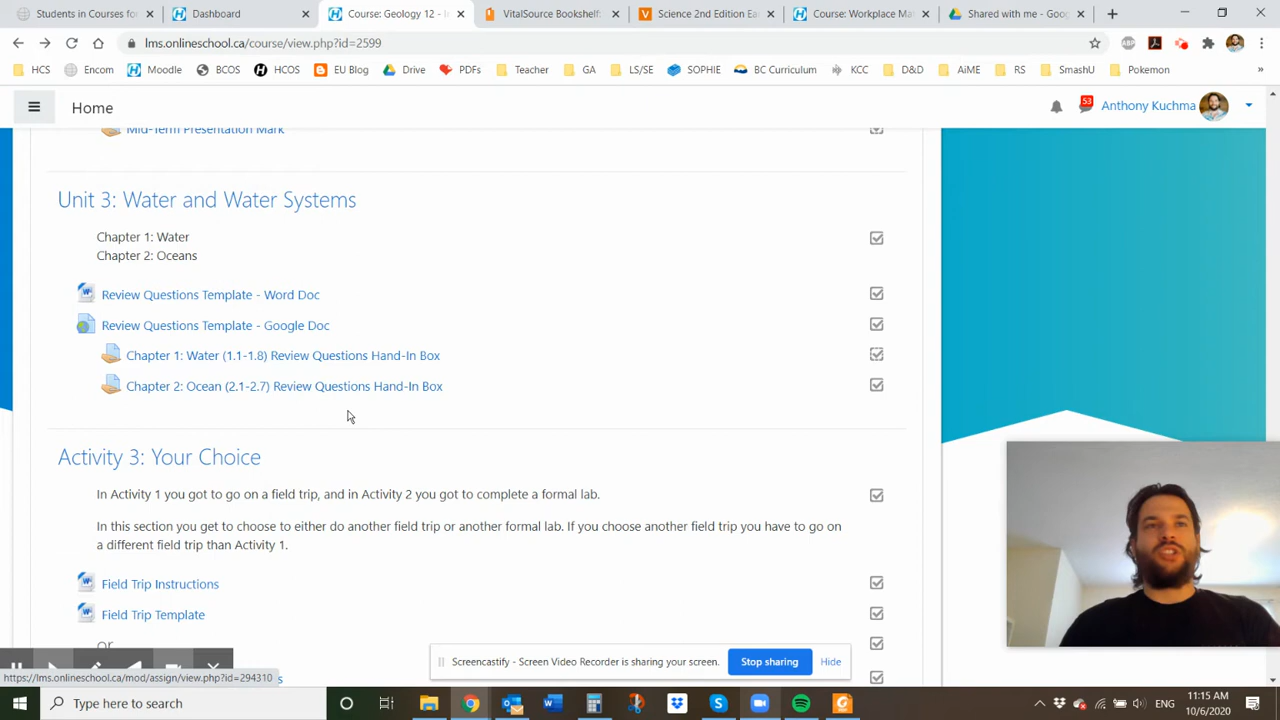 Students in Courses fo
Dashboard
Course: Geology 12 -
VitalSource Bookshelf:
Science 2nd Edition Ea
Course: Workplace Ma
Shared with me - Goog
lms.onlineschool.ca/course/view.php?id=2599
HCS
Encom
Moodle
BCOS
HCOS
EU Blog
Drive
PDFs
Teacher
GA
LS/SE
SOPHIE
BC Curriculum
KCC
D&D
AiME
RS
SmashU
Pokemon
Home
53
Anthony Kuchma
Mid-Term Presentation Mark
Unit 3: Water and Water Systems
Chapter 1: Water
Chapter 2: Oceans
Review Questions Template - Word Doc
Review Questions Template - Google Doc
Chapter 1: Water (1.1-1.8) Review Questions Hand-In Box
Chapter 2: Ocean (2.1-2.7) Review Questions Hand-In Box
Activity 3: Your Choice
In Activity 1 you got to go on a field trip, and in Activity 2 you got to complete a formal lab.
In this section you get to choose to either do another field trip or another formal lab. If you choose another field trip you have to go on
a different field trip than Activity 1.
Field Trip Instructions
Field Trip Template
or
Screencastify - Screen Video Recorder is sharing your screen.
Stop sharing
Hide
https://lms.onlineschool.ca/mod/assign/view.php?id=294310
Type here to search
ENG
11:15 AM
10/6/2020